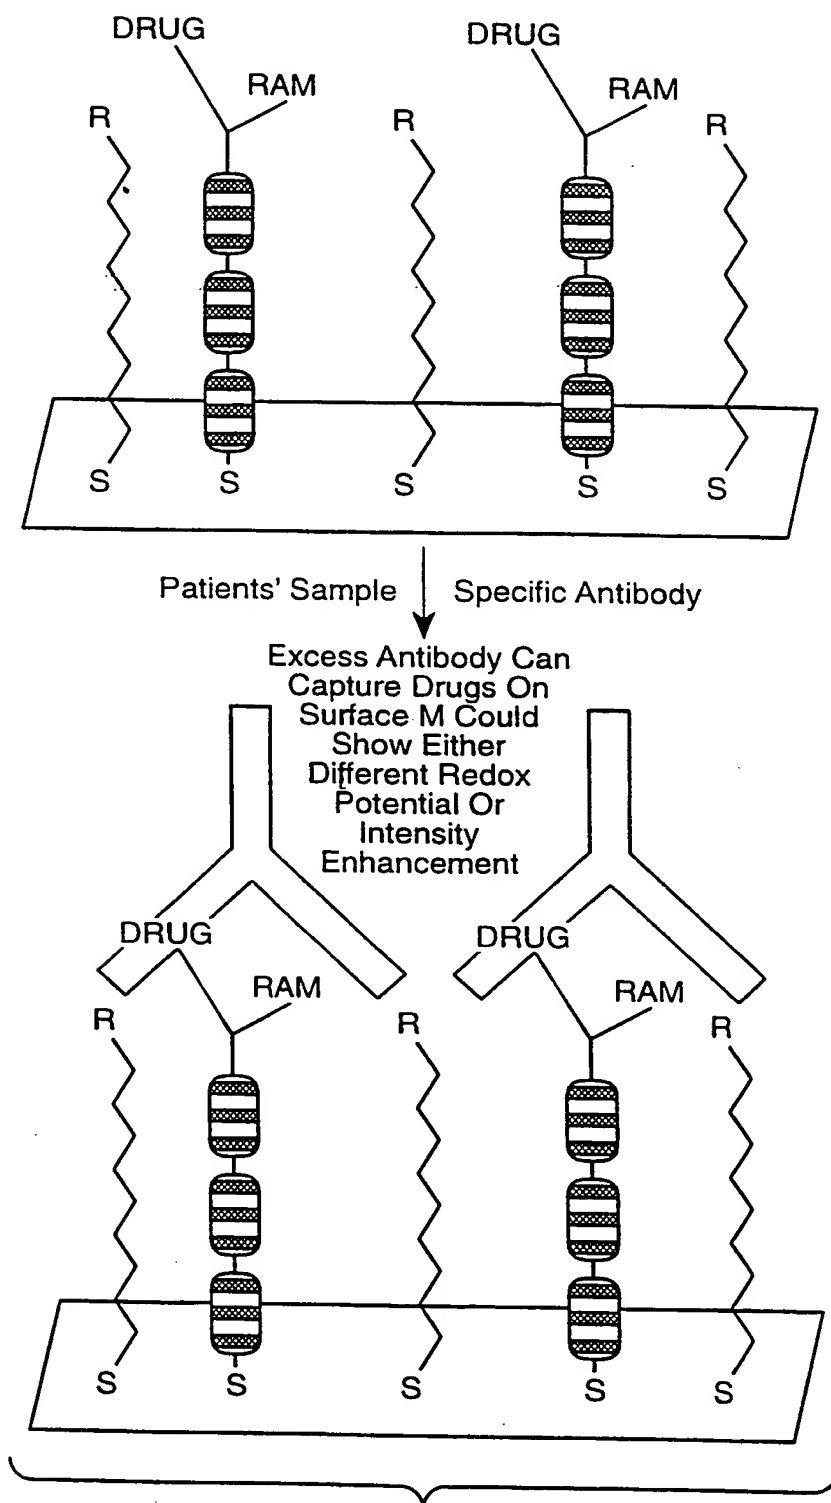 DRUG
DRUG
RAM
RAM
R
R
R
S
S
S
S
S
Patients' Sample
Specific Antibody
Excess Antibody Can
Capture Drugs On
Surface M Could
Show Either
Different Redox
Potential Or
Intensity
Enhancement
DRUG
DRUG
RAM
RAM
R
R
R
S
S
S
S
S